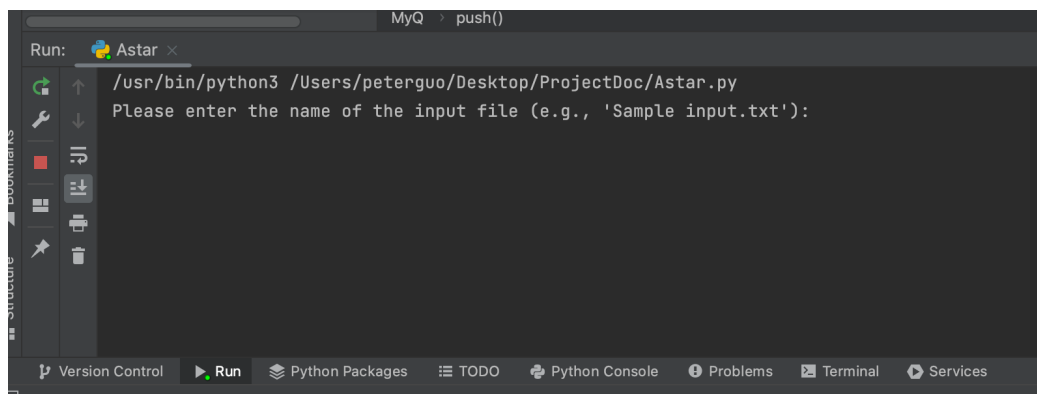 MyQ > push()
Run: Astar ×
/usr/bin/python3 /Users/peterguo/Desktop/ProjectDoc/Astar.py
Please enter the name of the input file (e.g., 'Sample input.txt'):
Bookmarks
Structure
Version Control Run Python Packages TODO Python Console Problems Terminal Services